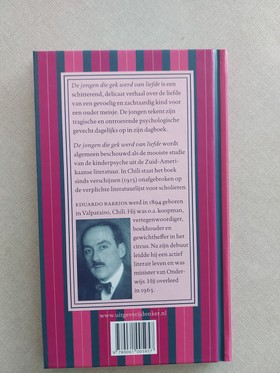 De jongen die gek werd van liefde is een
schitterend, delicaat verhaal over de liefde
van een gevoelig en zachtaardig kind voor
een ouder meisje. De jongen tekent zijn
tragische en ontroerende psychologische
gevecht dagelijks op in zijn dagboek.
De jongen die gek werd van liefde wordt
algemeen beschouwd als de mooiste studie
van de kinderpsyche uit de Zuid-Ameri-
kaanse literatuur. In Chili staat het boek
sinds verschijnen (1915) onafgebroken op
de verplichte literatuurlijst voor scholieren.
EDUARDO BARRIOS werd in 1894 geboren
in Valparaiso, Chili. Hij was o.a. koopman,
vertegenwoordiger,
boekhouder en
gewichtheffer in het
circus. Na zijn debuut
leidde hij een actief
literair leven en was
minister van Onder-
wijs. Hij overleed
in 1963.
www.uitgeverijdonker.nl